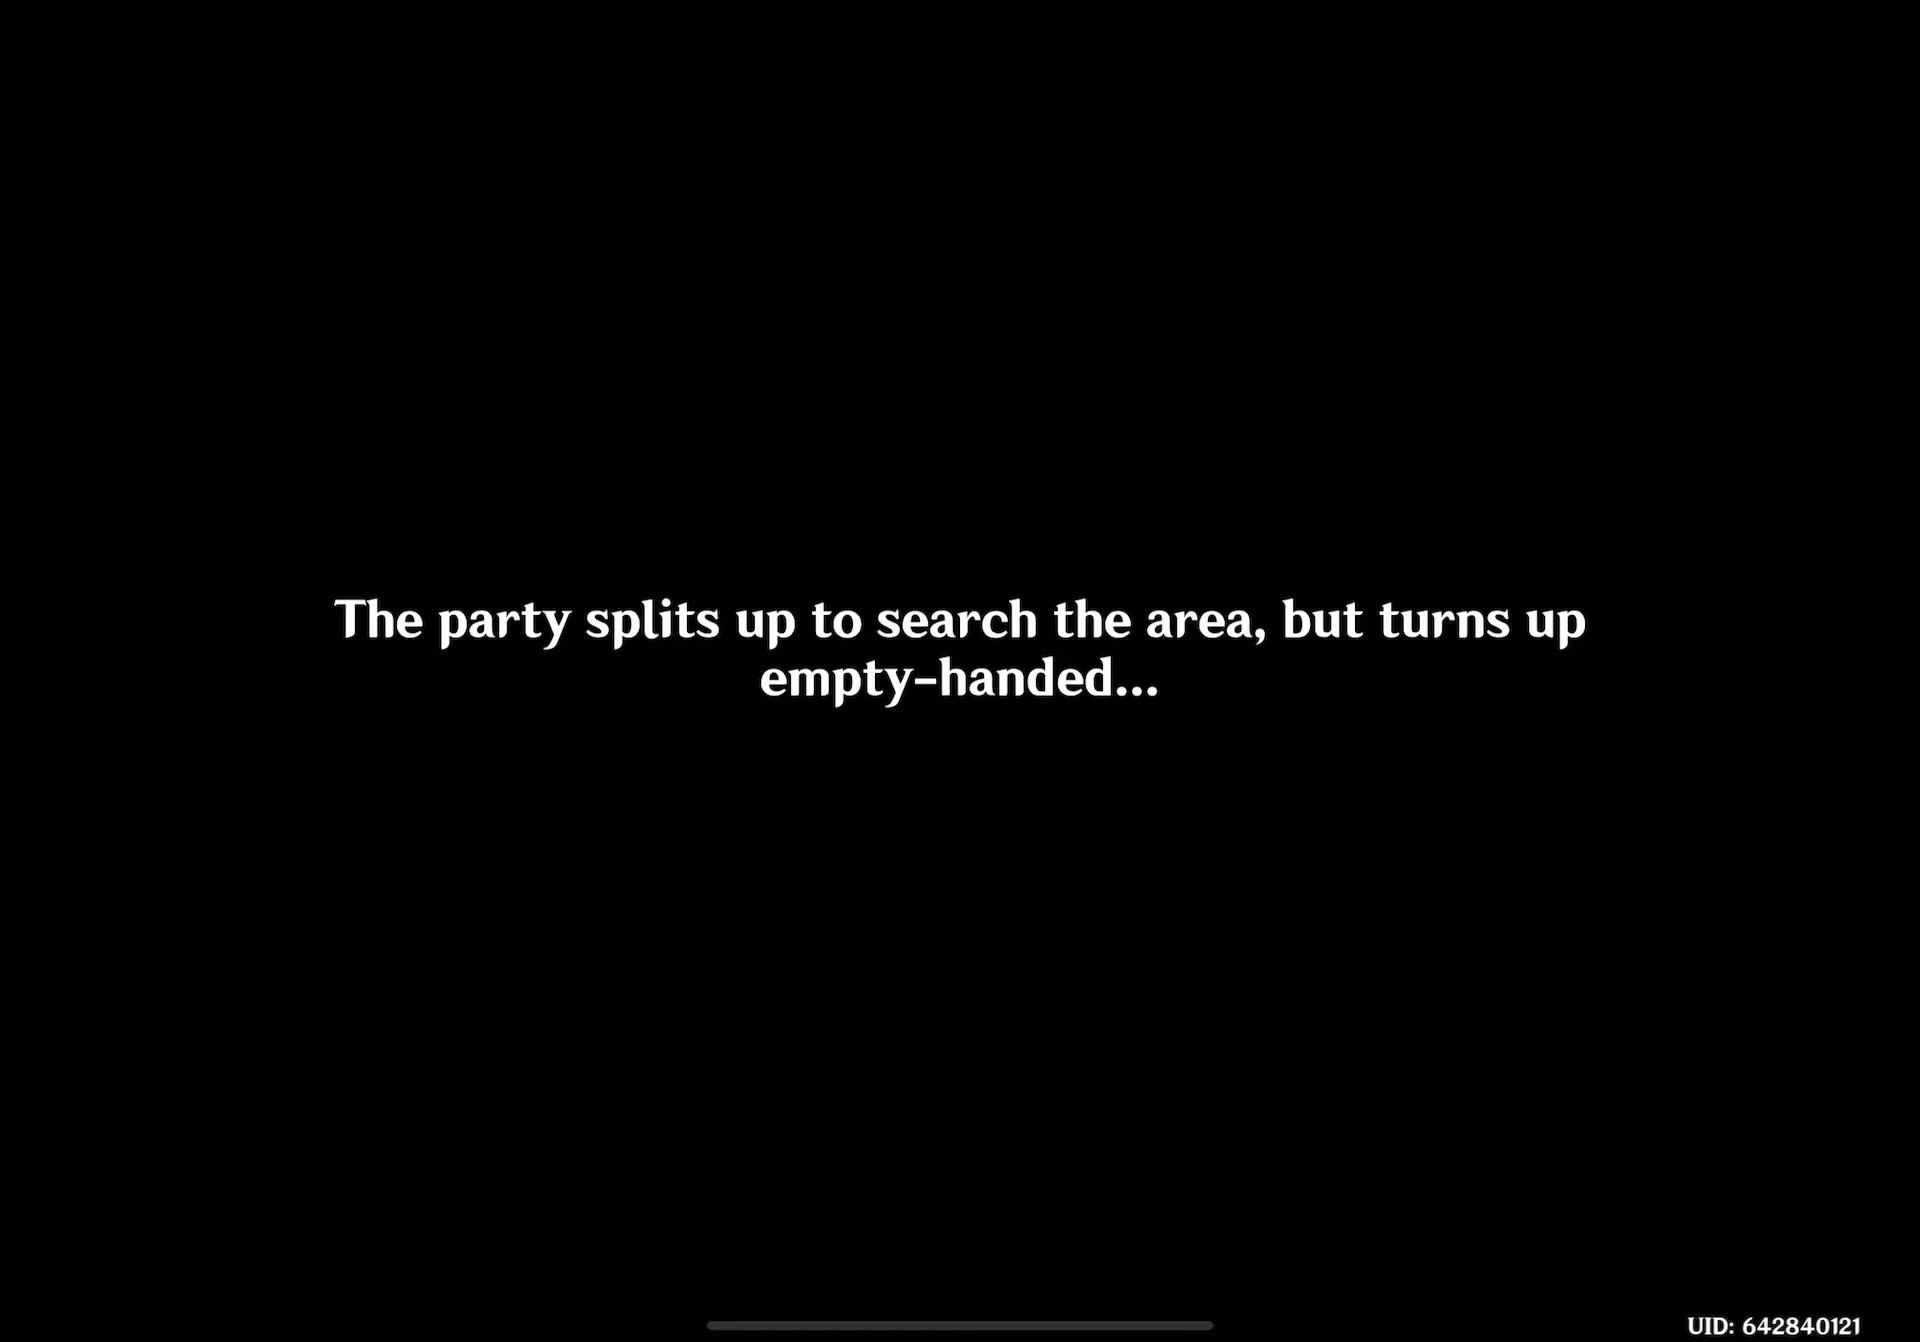 The party splits up to search the area, but turns up
empty-handed...
UID: 642840121